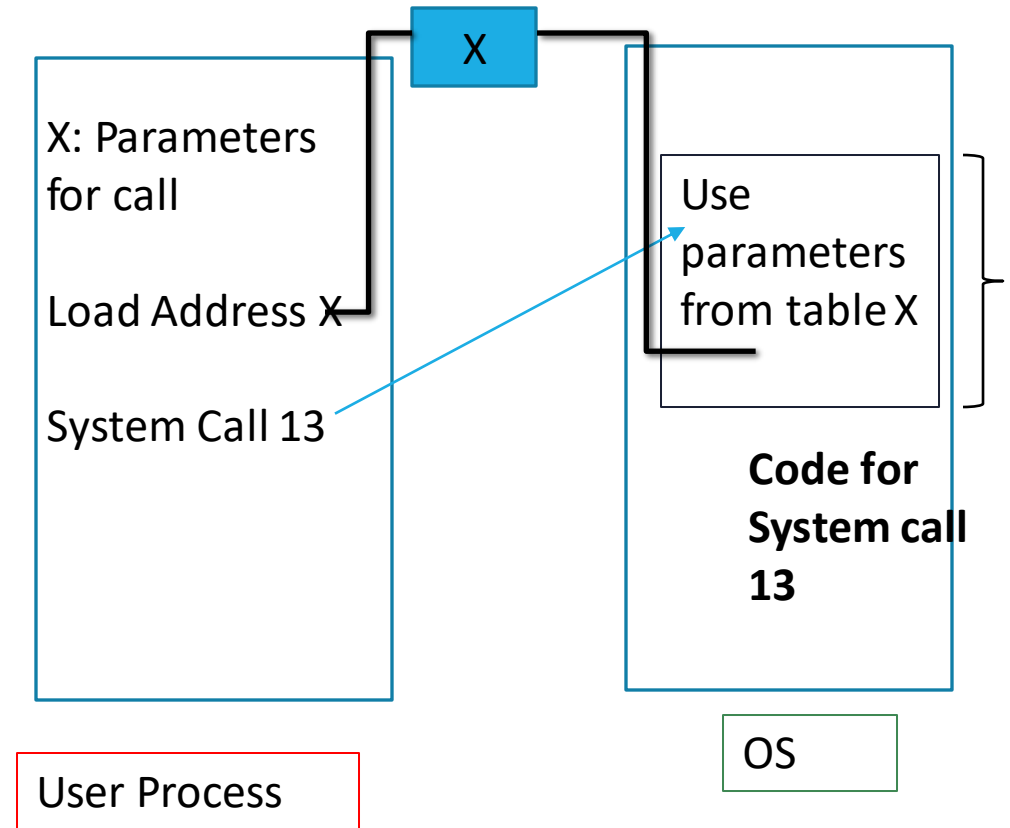 X
X: Parameters
for call
Load Address X
System Call 13
Use
parameters
from table X
Code for
System call
13
OS
User Process